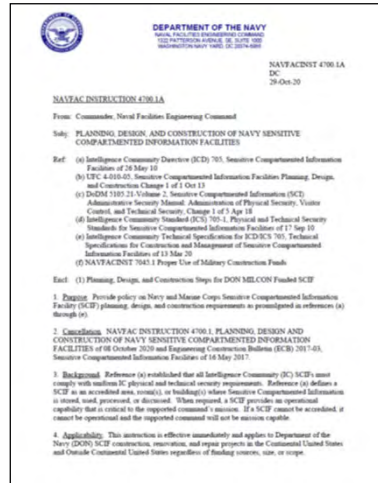 DEPARTMENT OF THE NAVY
NAVAL FACILITIES ENGINEERING COMMAND
1322 PATTERSON AVENUE, SE, SUITE 1000
WASHINGTON NAVY YARD, DC 20374-5065
NAVFACINST 4700.1A
DC
29-Oct-20
NAVFAC INSTRUCTION 4700.1A
From: Commander, Naval Facilities Engineering Command
Subj: PLANNING, DESIGN, AND CONSTRUCTION OF NAVY SENSITIVE
COMPARTMENTED INFORMATION FACILITIES
Ref: (a) Intelligence Community Directive (ICD) 705, Sensitive Compartmented Information
Facilities of 26 May 10
(b) UFC 4-010-05, Sensitive Compartmented Information Facilities Planning, Design,
and Construction Change 1 of 1 Oct 13
(c) DoDM 5105.21-Volume 2, Sensitive Compartmented Information (SCI)
Administrative Security Manual: Administration of Physical Security, Visitor
Control, and Technical Security, Change 1 of 5 Apr 18
(d) Intelligence Community Standard (ICS) 705-1, Physical and Technical Security
Standards for Sensitive Compartmented Information Facilities of 17 Sep 10
(e) Intelligence Community Technical Specification for ICD/ICS 705, Technical
Specifications for Construction and Management of Sensitive Compartmented
Information Facilities of 13 Mar 20
(f) NAVFACINST 7045.1 Proper Use of Military Construction Funds
Encl: (1) Planning, Design, and Construction Steps for DON MILCON Funded SCIF
1. Purpose. Provide policy on Navy and Marine Corps Sensitive Compartmented Information
Facility (SCIF) planning, design, and construction requirements as promulgated in references (a)
through (e).
2. Cancellation. NAVFAC INSTRUCTION 4700.1, PLANNING, DESIGN AND
CONSTRUCTION OF NAVY SENSITIVE COMPARTMENTED INFORMATION
FACILITIES of 08 October 2020 and Engineering Construction Bulletin (ECB) 2017-03,
Sensitive Compartmented Information Facilities of 16 May 2017.
3. Background. Reference (a) established that all Intelligence Community (IC) SCIFs must
comply with uniform IC physical and technical security requirements. Reference (a) defines a
SCIF as an accredited area, room(s), or building(s) where Sensitive Compartmented Information
is stored, used, processed, or discussed. When required, a SCIF provides an operational
capability that is critical to the supported command's mission. If a SCIF cannot be accredited, it
cannot be operational and the supported command will not be mission capable.
4. Applicability. This instruction is effective immediately and applies to Department of the
Navy (DON) SCIF construction, renovation, and repair projects in the Continental United States
and Outside Continental United States regardless of funding sources, size, or scope.